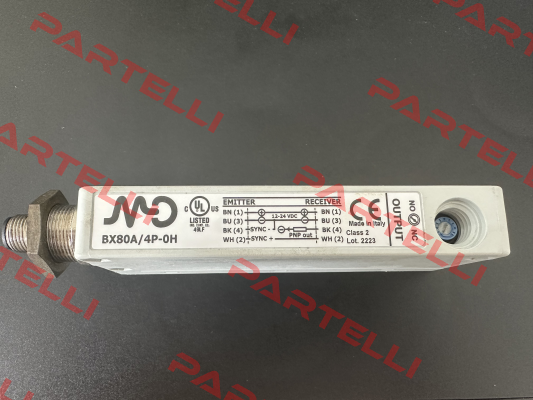 PARTELLI
PARTELLI
PARTELLI
PARTELLI
PARTELLI
PARTELLI
MD
BX80A/4P-0H
C UL US
LISTED
EMITTER RECEIVER
BN (1) 12-24 VDC BN (1)
BU (3) BU (3)
BK (4) SYNC - BK (4)
WH (2) SYNC+ PNP out WH (2)
CE
Made in Italy
Class 2
Lot. 2223
OUTPUT
NO NC